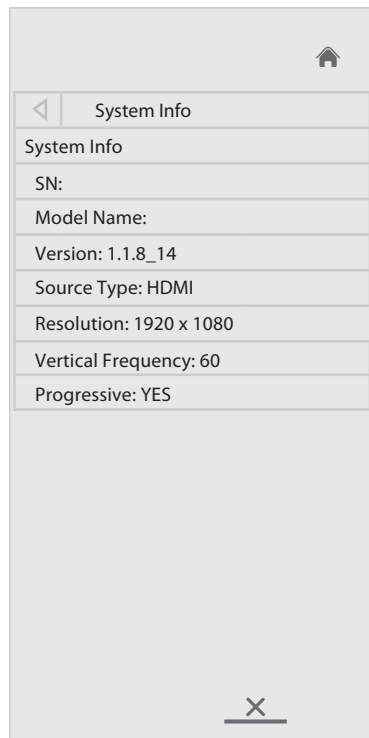 System Info
System Info
SN:
Model Name:
Version: 1.1.8_14
Source Type: HDMI
Resolution: 1920 x 1080
Vertical Frequency: 60
Progressive: YES